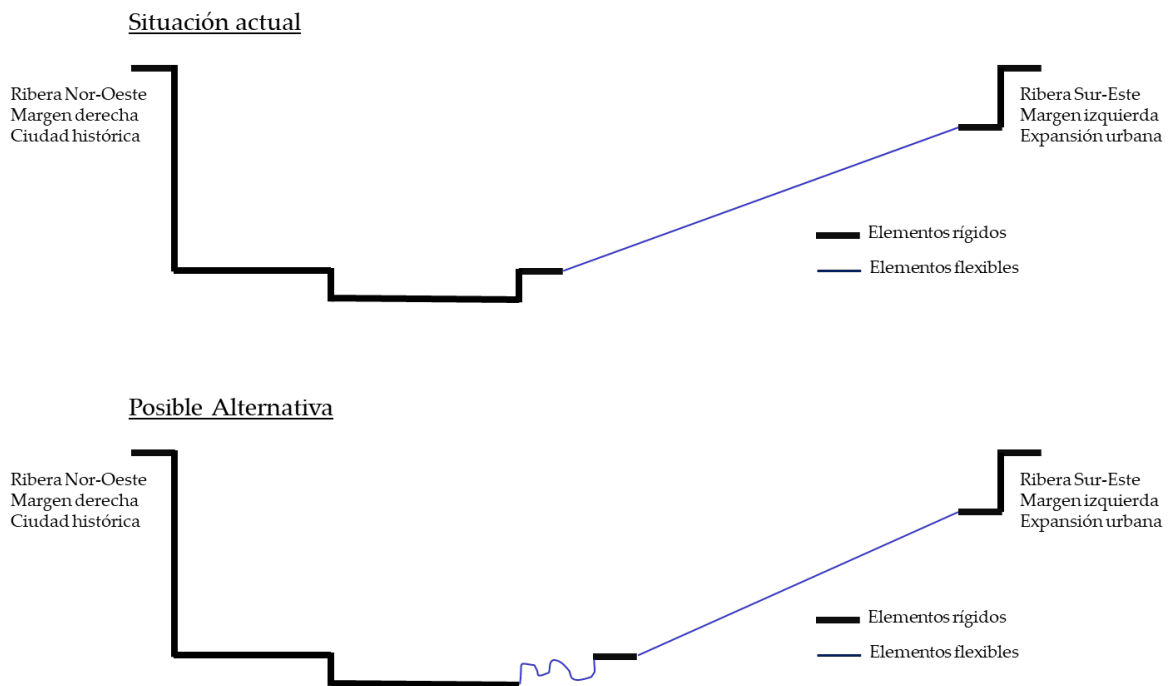 Situación actual
Ribera Nor-Oeste
Margen derecha
Ciudad histórica
Ribera Sur-Este
Margen izquierda
Expansión urbana
Elementos rígidos
Elementos flexibles
Posible Alternativa
Ribera Nor-Oeste
Margen derecha
Ciudad histórica
Ribera Sur-Este
Margen izquierda
Expansión urbana
Elementos rígidos
Elementos flexibles